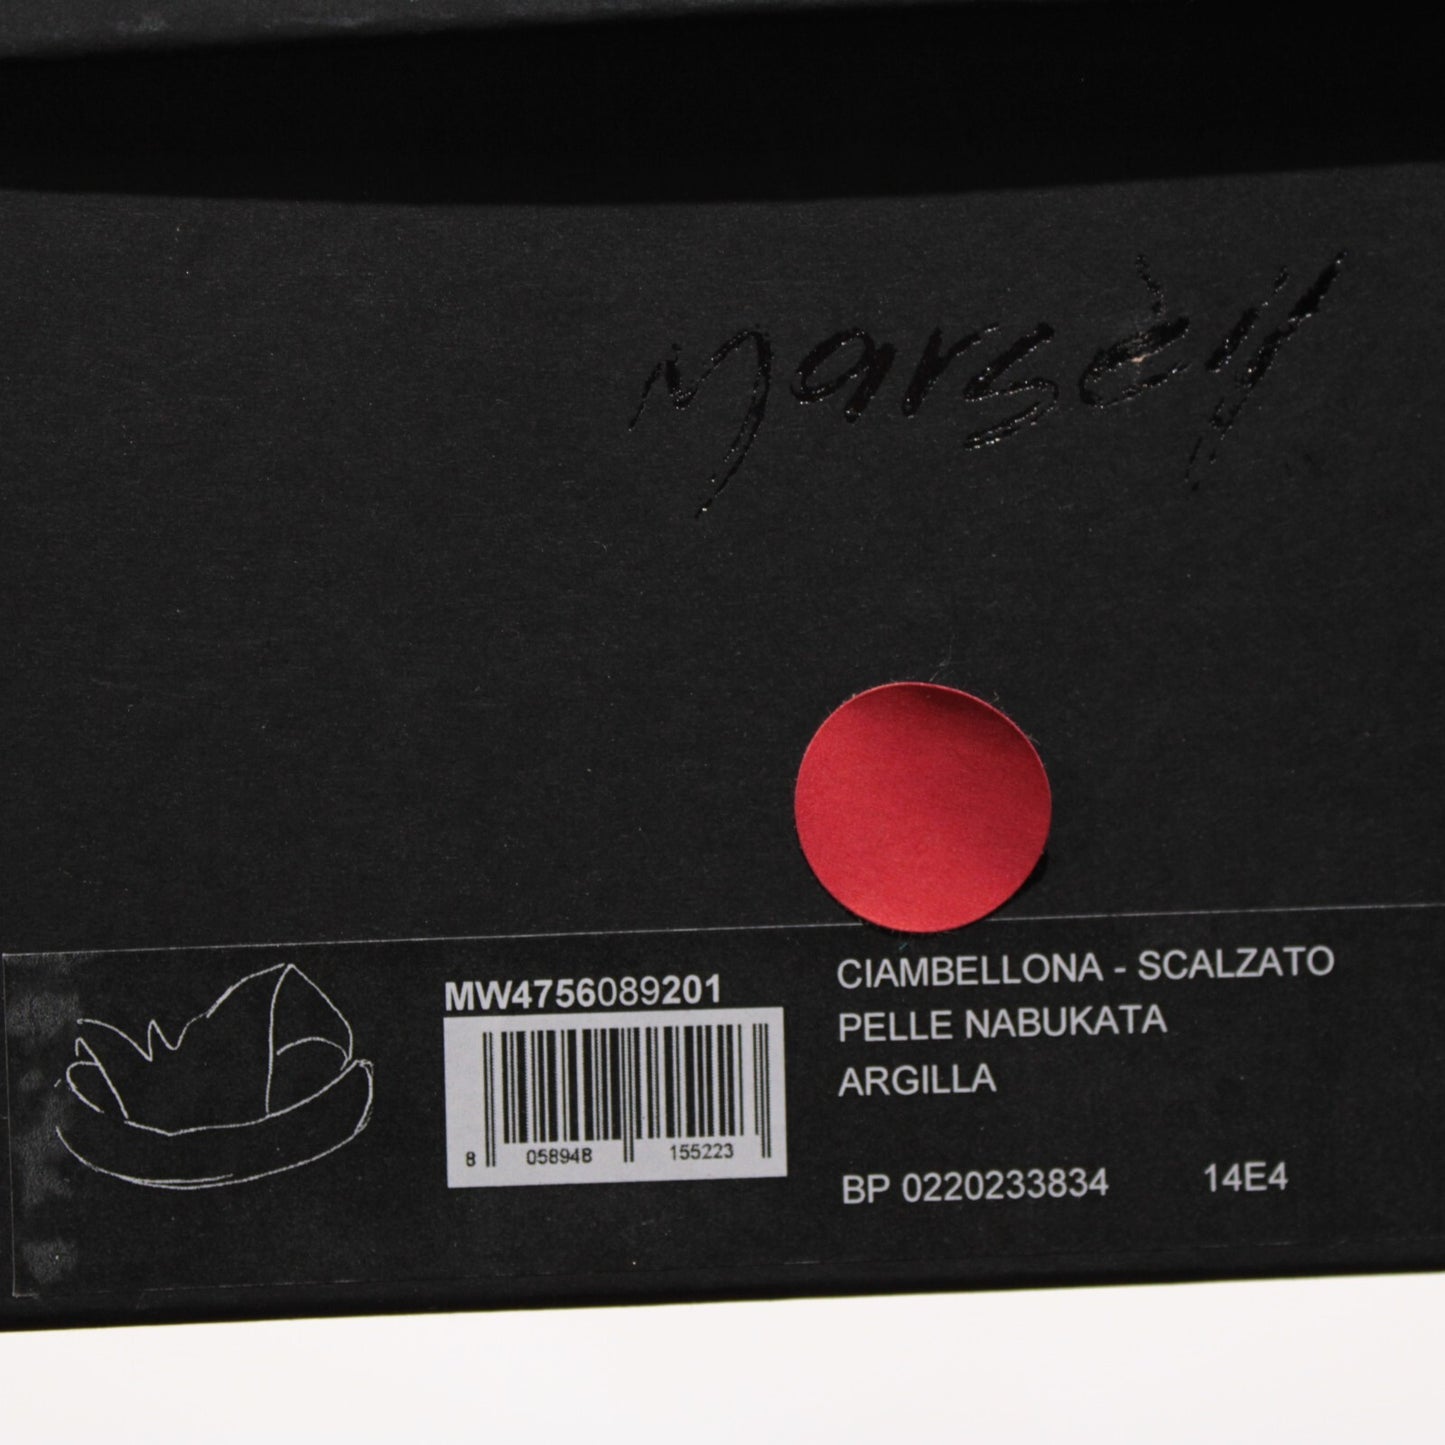 Marsèll
MW4756089201
8 058948 155223
CIAMBELLONA - SCALZATO
PELLE NABUKATA
ARGILLA
BP 0220233834 14E4